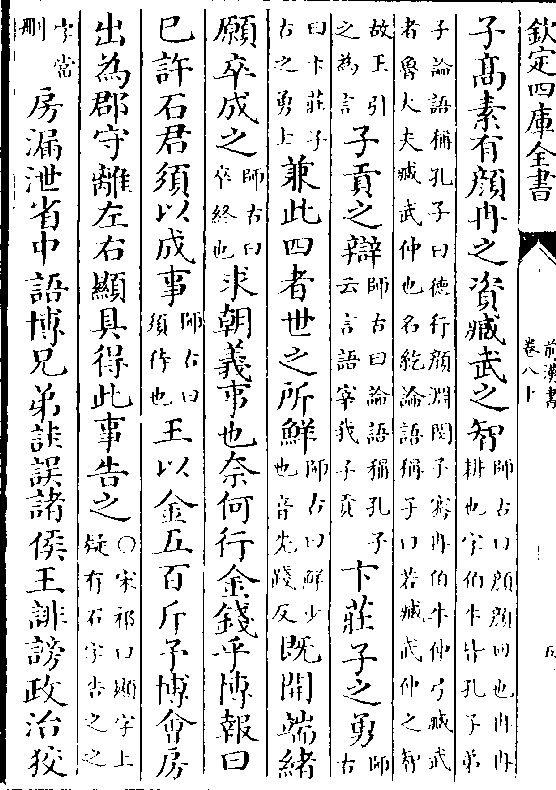 欽定四庫全書
前漢書
卷八十
五
子髙素有顔冉之資臧武之智師古曰顔顔回也冉冉耕也字伯牛皆孔子弟
子論語稱孔子曰德行顔淵閔子騫冉伯牛仲弓臧武
者魯大夫臧武仲也名紇論語稱子曰若臧武仲之智
故王引之為言子貢之辯師古曰論語稱孔子云言語宰我子貢卞莊子之勇師古
曰卞莊子古之勇士兼此四者世之所鮮師古曰鮮少也音先踐反既開端緒
願卒成之師古曰卒終也求朝義事也奈何行金錢乎博報曰
已許石君須以成事師古曰須待也王以金五百斤予博會房
出為郡守離左右顯具得此事告之○宋祁曰顯字上疑有石字告之之
字當刪房漏泄省中語博兄弟詿誤諸侯王誹謗政治狡